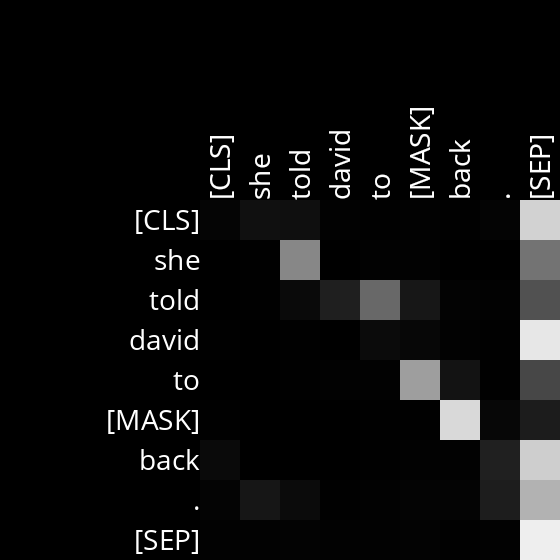 [CLS] she told david to [MASK] back . [SEP]
[CLS]
she
told
david
to
[MASK]
back
.
[SEP]